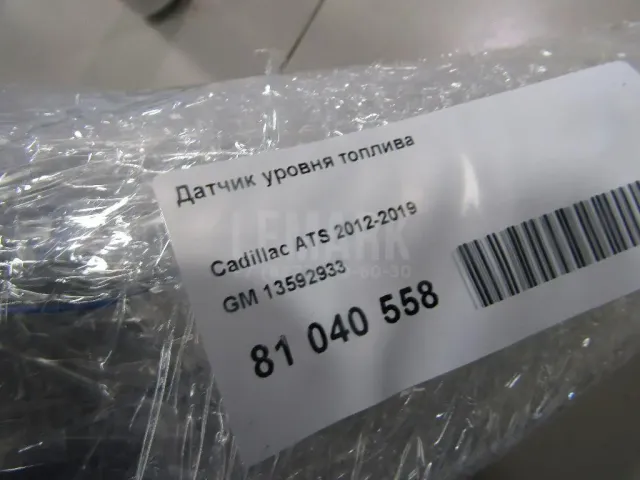 Датчик уровня топлива
Cadillac ATS 2012-2019
GM 13592933
81 040 558